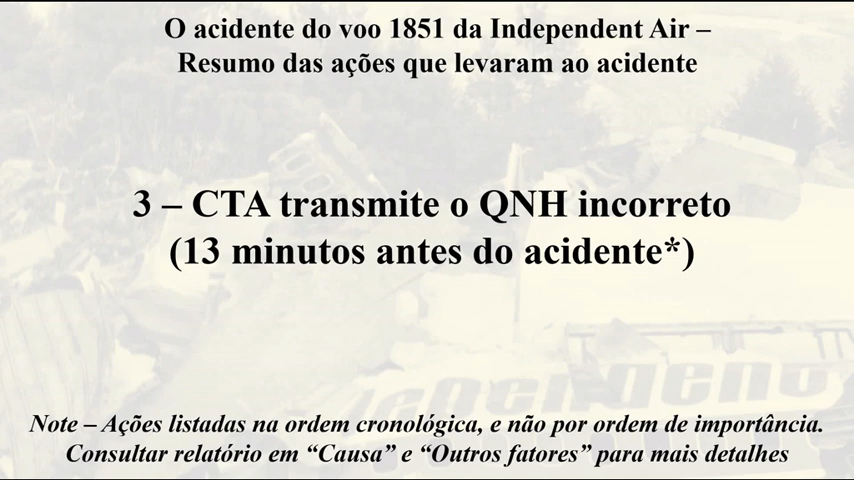 O acidente do voo 1851 da Independent Air –
Resumo das ações que levaram ao acidente
3 – CTA transmite o QNH incorreto
(13 minutos antes do acidente*)
Note – Ações listadas na ordem cronológica, e não por ordem de importância.
Consultar relatório em “Causa” e “Outros fatores” para mais detalhes